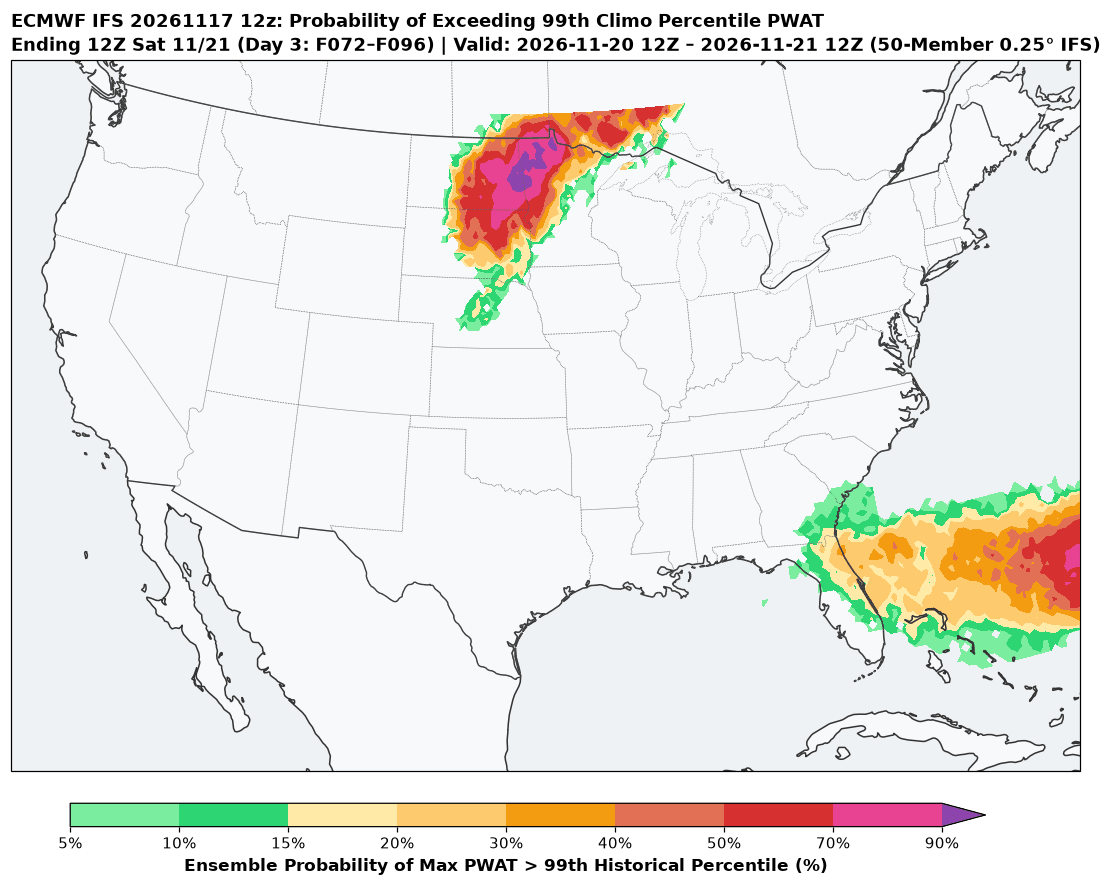 ECMWF IFS 20261117 12z: Probability of Exceeding 99th Climo Percentile PWAT
Ending 12Z Sat 11/21 (Day 3: F072–F096) | Valid: 2026-11-20 12Z – 2026-11-21 12Z (50-Member 0.25° IFS)
5% 10% 15% 20% 30% 40% 50% 70% 90%
Ensemble Probability of Max PWAT > 99th Historical Percentile (%)